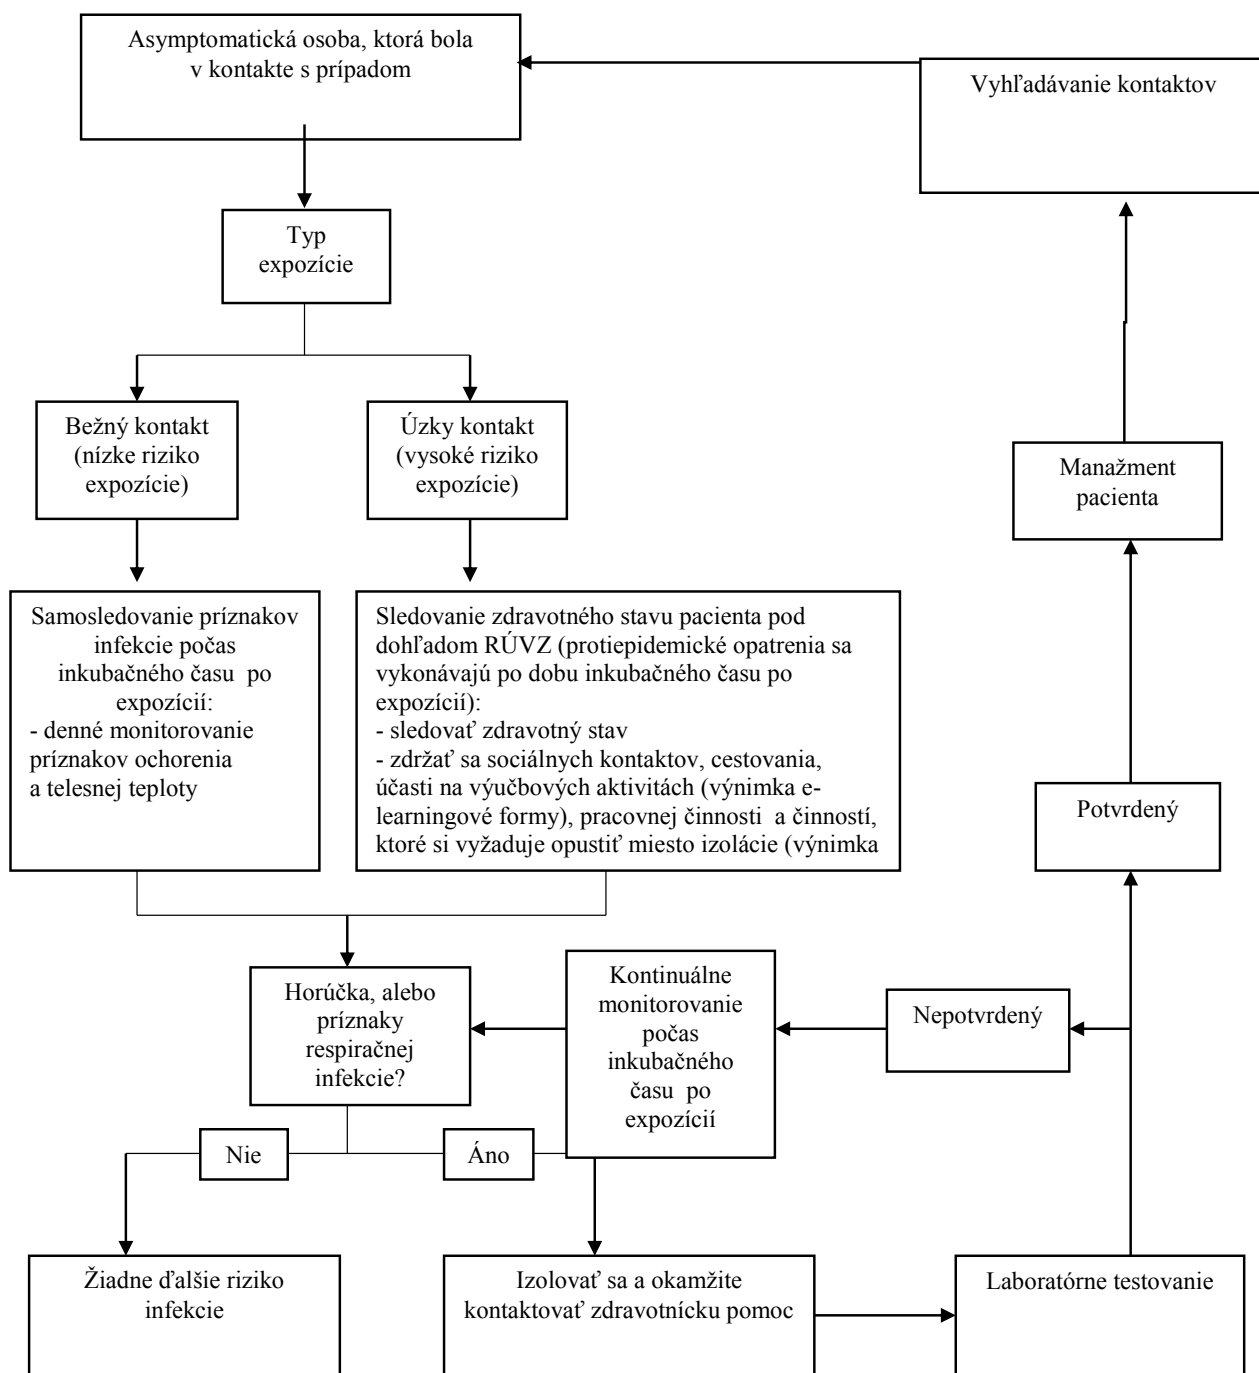 Asymptomatická osoba, ktorá bola
v kontakte s prípadom
Vyhľadávanie kontaktov
Typ
expozície
Bežný kontakt
(nízke riziko
expozície)
Úzky kontakt
(vysoké riziko
expozície)
Manažment
pacienta
Samosledovanie príznakov
infekcie počas
inkubačného času po
expozícií:
- denné monitorovanie
príznakov ochorenia
a telesnej teploty
Sledovanie zdravotného stavu pacienta pod
dohľadom RÚVZ (protiepidemické opatrenia sa
vykonávajú po dobu inkubačného času po
expozícií):
- sledovať zdravotný stav
- zdržať sa sociálnych kontaktov, cestovania,
účasti na výučbových aktivitách (výnimka e-
learningové formy), pracovnej činnosti a činností,
ktoré si vyžaduje opustiť miesto izolácie (výnimka
Potvrdený
Horúčka, alebo
príznaky
respiračnej
infekcie?
Kontinuálne
monitorovanie
počas
inkubačného
času po
expozícií
Nepotvrdený
Nie
Áno
Žiadne ďalšie riziko
infekcie
Izolovať sa a okamžite
kontaktovať zdravotnícku pomoc
Laboratórne testovanie